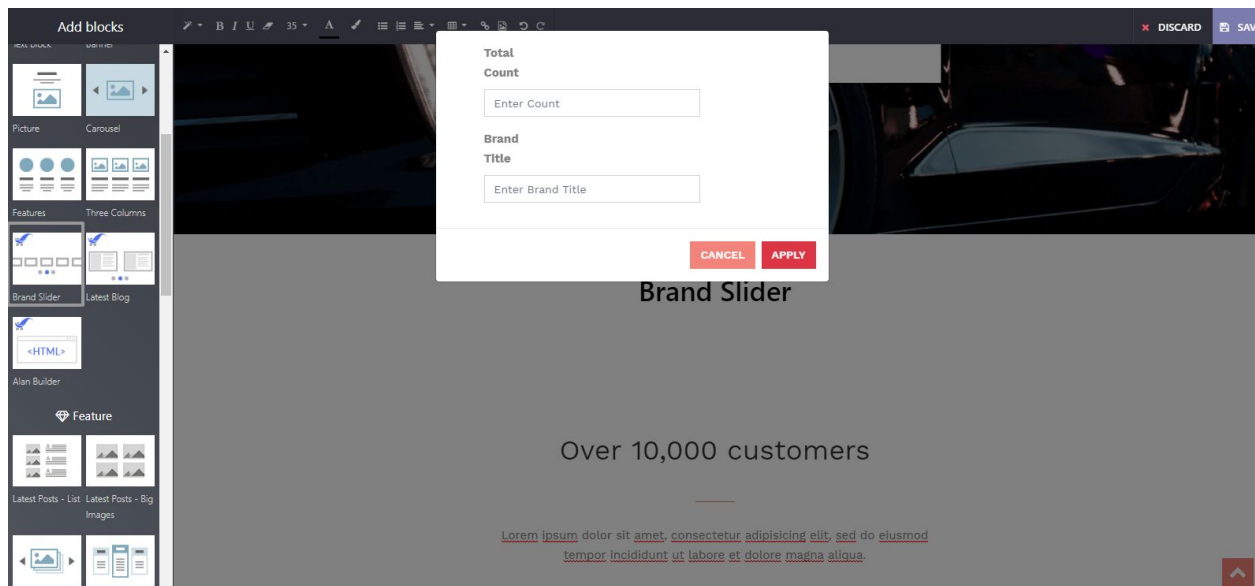 Add blocks
B I U 35 A
DISCARD
SAV
Text block Banner
Picture Carousel
Features Three Columns
Brand Slider Latest Blog
<HTML>
Alan Builder
Feature
Latest Posts - List Latest Posts - Big
Images
Total
Count
Enter Count
Brand
Title
Enter Brand Title
CANCEL APPLY
Brand Slider
Over 10,000 customers
Lorem ipsum dolor sit amet, consectetur adipisicing elit, sed do eiusmod
tempor incididunt ut labore et dolore magna aliqua.